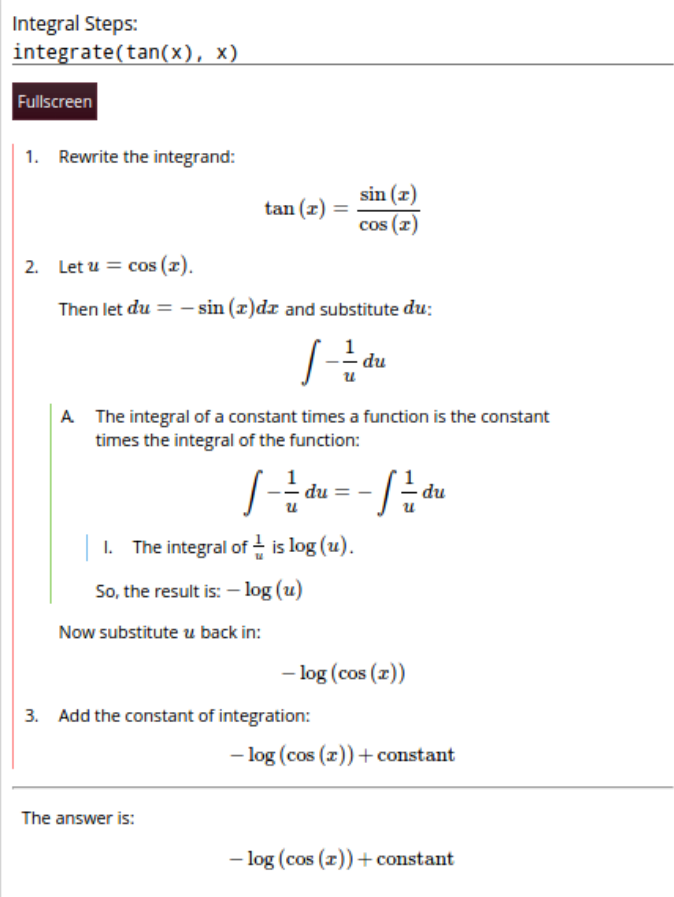 Integral Steps:
integrate(tan(x), x)
Fullscreen
1. Rewrite the integrand:
tan (x) = sin (x) / cos (x)
2. Let u = cos (x).
Then let du = − sin (x)dx and substitute du:
∫ − 1/u du
A. The integral of a constant times a function is the constant
times the integral of the function:
∫ − 1/u du = − ∫ 1/u du
I. The integral of 1/u is log (u).
So, the result is: − log (u)
Now substitute u back in:
− log (cos (x))
3. Add the constant of integration:
− log (cos (x)) + constant
The answer is:
− log (cos (x)) + constant